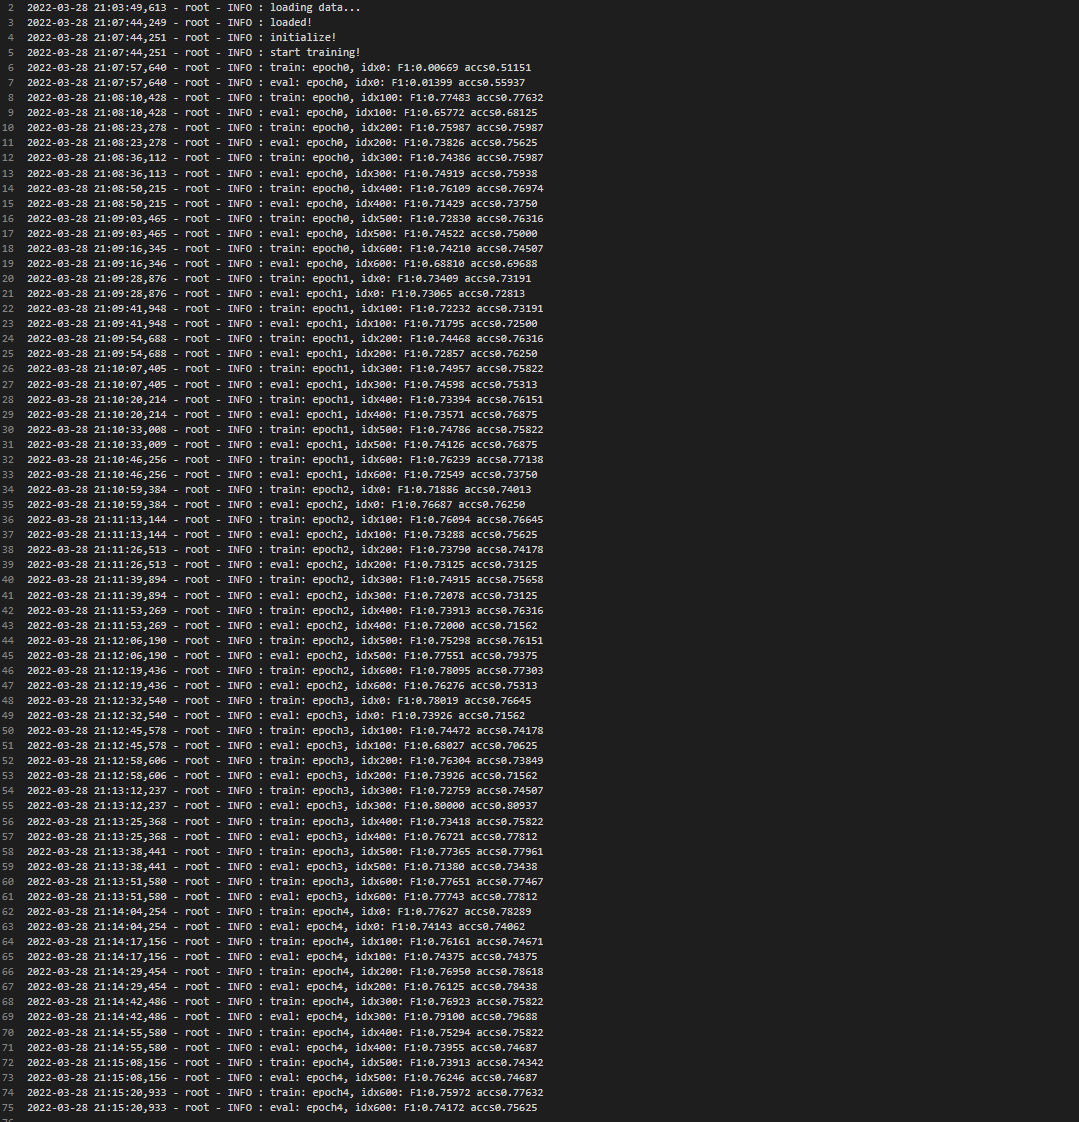 2 2022-03-28 21:03:49,613 - root - INFO : loading data...
3 2022-03-28 21:07:44,249 - root - INFO : loaded!
4 2022-03-28 21:07:44,251 - root - INFO : initialize!
5 2022-03-28 21:07:44,251 - root - INFO : start training!
6 2022-03-28 21:07:57,640 - root - INFO : train: epoch0, idx0: F1:0.00669 accs0.51151
7 2022-03-28 21:07:57,640 - root - INFO : eval: epoch0, idx0: F1:0.01399 accs0.55937
8 2022-03-28 21:08:10,428 - root - INFO : train: epoch0, idx100: F1:0.77483 accs0.77632
9 2022-03-28 21:08:10,428 - root - INFO : eval: epoch0, idx100: F1:0.65772 accs0.68125
10 2022-03-28 21:08:23,278 - root - INFO : train: epoch0, idx200: F1:0.75987 accs0.75987
11 2022-03-28 21:08:23,278 - root - INFO : eval: epoch0, idx200: F1:0.73826 accs0.75625
12 2022-03-28 21:08:36,112 - root - INFO : train: epoch0, idx300: F1:0.74386 accs0.75987
13 2022-03-28 21:08:36,113 - root - INFO : eval: epoch0, idx300: F1:0.74919 accs0.75938
14 2022-03-28 21:08:50,215 - root - INFO : train: epoch0, idx400: F1:0.76109 accs0.76974
15 2022-03-28 21:08:50,215 - root - INFO : eval: epoch0, idx400: F1:0.71429 accs0.73750
16 2022-03-28 21:09:03,465 - root - INFO : train: epoch0, idx500: F1:0.72830 accs0.76316
17 2022-03-28 21:09:03,465 - root - INFO : eval: epoch0, idx500: F1:0.74522 accs0.75000
18 2022-03-28 21:09:16,345 - root - INFO : train: epoch0, idx600: F1:0.74210 accs0.74507
19 2022-03-28 21:09:16,346 - root - INFO : eval: epoch0, idx600: F1:0.68810 accs0.69688
20 2022-03-28 21:09:28,876 - root - INFO : train: epoch1, idx0: F1:0.73409 accs0.73191
21 2022-03-28 21:09:28,876 - root - INFO : eval: epoch1, idx0: F1:0.73065 accs0.72813
22 2022-03-28 21:09:41,948 - root - INFO : train: epoch1, idx100: F1:0.72232 accs0.73191
23 2022-03-28 21:09:41,948 - root - INFO : eval: epoch1, idx100: F1:0.71795 accs0.72500
24 2022-03-28 21:09:54,688 - root - INFO : train: epoch1, idx200: F1:0.74468 accs0.76316
25 2022-03-28 21:09:54,688 - root - INFO : eval: epoch1, idx200: F1:0.72857 accs0.76250
26 2022-03-28 21:10:07,405 - root - INFO : train: epoch1, idx300: F1:0.74957 accs0.75822
27 2022-03-28 21:10:07,405 - root - INFO : eval: epoch1, idx300: F1:0.74598 accs0.75313
28 2022-03-28 21:10:20,214 - root - INFO : train: epoch1, idx400: F1:0.73394 accs0.76151
29 2022-03-28 21:10:20,214 - root - INFO : eval: epoch1, idx400: F1:0.73571 accs0.76875
30 2022-03-28 21:10:33,008 - root - INFO : train: epoch1, idx500: F1:0.74786 accs0.75822
31 2022-03-28 21:10:33,009 - root - INFO : eval: epoch1, idx500: F1:0.74126 accs0.76875
32 2022-03-28 21:10:46,256 - root - INFO : train: epoch1, idx600: F1:0.76239 accs0.77138
33 2022-03-28 21:10:46,256 - root - INFO : eval: epoch1, idx600: F1:0.72549 accs0.73750
34 2022-03-28 21:10:59,384 - root - INFO : train: epoch2, idx0: F1:0.71886 accs0.74013
35 2022-03-28 21:10:59,384 - root - INFO : eval: epoch2, idx0: F1:0.76687 accs0.76250
36 2022-03-28 21:11:13,144 - root - INFO : train: epoch2, idx100: F1:0.76094 accs0.76645
37 2022-03-28 21:11:13,144 - root - INFO : eval: epoch2, idx100: F1:0.73288 accs0.75625
38 2022-03-28 21:11:26,513 - root - INFO : train: epoch2, idx200: F1:0.73790 accs0.74178
39 2022-03-28 21:11:26,513 - root - INFO : eval: epoch2, idx200: F1:0.73125 accs0.73125
40 2022-03-28 21:11:39,894 - root - INFO : train: epoch2, idx300: F1:0.74915 accs0.75658
41 2022-03-28 21:11:39,894 - root - INFO : eval: epoch2, idx300: F1:0.72078 accs0.73125
42 2022-03-28 21:11:53,269 - root - INFO : train: epoch2, idx400: F1:0.73913 accs0.76316
43 2022-03-28 21:11:53,269 - root - INFO : eval: epoch2, idx400: F1:0.72000 accs0.71562
44 2022-03-28 21:12:06,190 - root - INFO : train: epoch2, idx500: F1:0.75298 accs0.76151
45 2022-03-28 21:12:06,190 - root - INFO : eval: epoch2, idx500: F1:0.77551 accs0.79375
46 2022-03-28 21:12:19,436 - root - INFO : train: epoch2, idx600: F1:0.78095 accs0.77303
47 2022-03-28 21:12:19,436 - root - INFO : eval: epoch2, idx600: F1:0.76276 accs0.75313
48 2022-03-28 21:12:32,540 - root - INFO : train: epoch3, idx0: F1:0.78019 accs0.76645
49 2022-03-28 21:12:32,540 - root - INFO : eval: epoch3, idx0: F1:0.73926 accs0.71562
50 2022-03-28 21:12:45,578 - root - INFO : train: epoch3, idx100: F1:0.74472 accs0.74178
51 2022-03-28 21:12:45,578 - root - INFO : eval: epoch3, idx100: F1:0.68027 accs0.70625
52 2022-03-28 21:12:58,606 - root - INFO : train: epoch3, idx200: F1:0.76304 accs0.73849
53 2022-03-28 21:12:58,606 - root - INFO : eval: epoch3, idx200: F1:0.73926 accs0.71562
54 2022-03-28 21:13:12,237 - root - INFO : train: epoch3, idx300: F1:0.72759 accs0.74507
55 2022-03-28 21:13:12,237 - root - INFO : eval: epoch3, idx300: F1:0.80000 accs0.80937
56 2022-03-28 21:13:25,368 - root - INFO : train: epoch3, idx400: F1:0.73418 accs0.75822
57 2022-03-28 21:13:25,368 - root - INFO : eval: epoch3, idx400: F1:0.76721 accs0.77812
58 2022-03-28 21:13:38,441 - root - INFO : train: epoch3, idx500: F1:0.77365 accs0.77961
59 2022-03-28 21:13:38,441 - root - INFO : eval: epoch3, idx500: F1:0.71380 accs0.73438
60 2022-03-28 21:13:51,580 - root - INFO : train: epoch3, idx600: F1:0.77651 accs0.77467
61 2022-03-28 21:13:51,580 - root - INFO : eval: epoch3, idx600: F1:0.77743 accs0.77812
62 2022-03-28 21:14:04,254 - root - INFO : train: epoch4, idx0: F1:0.77627 accs0.78289
63 2022-03-28 21:14:04,254 - root - INFO : eval: epoch4, idx0: F1:0.74143 accs0.74062
64 2022-03-28 21:14:17,156 - root - INFO : train: epoch4, idx100: F1:0.76161 accs0.74671
65 2022-03-28 21:14:17,156 - root - INFO : eval: epoch4, idx100: F1:0.74375 accs0.74375
66 2022-03-28 21:14:29,454 - root - INFO : train: epoch4, idx200: F1:0.76950 accs0.78618
67 2022-03-28 21:14:29,454 - root - INFO : eval: epoch4, idx200: F1:0.76125 accs0.78438
68 2022-03-28 21:14:42,486 - root - INFO : train: epoch4, idx300: F1:0.76923 accs0.75822
69 2022-03-28 21:14:42,486 - root - INFO : eval: epoch4, idx300: F1:0.79100 accs0.79688
70 2022-03-28 21:14:55,580 - root - INFO : train: epoch4, idx400: F1:0.75294 accs0.75822
71 2022-03-28 21:14:55,580 - root - INFO : eval: epoch4, idx400: F1:0.73955 accs0.74687
72 2022-03-28 21:15:08,156 - root - INFO : train: epoch4, idx500: F1:0.73913 accs0.74342
73 2022-03-28 21:15:08,156 - root - INFO : eval: epoch4, idx500: F1:0.76246 accs0.74687
74 2022-03-28 21:15:20,933 - root - INFO : train: epoch4, idx600: F1:0.75972 accs0.77632
75 2022-03-28 21:15:20,933 - root - INFO : eval: epoch4, idx600: F1:0.74172 accs0.75625